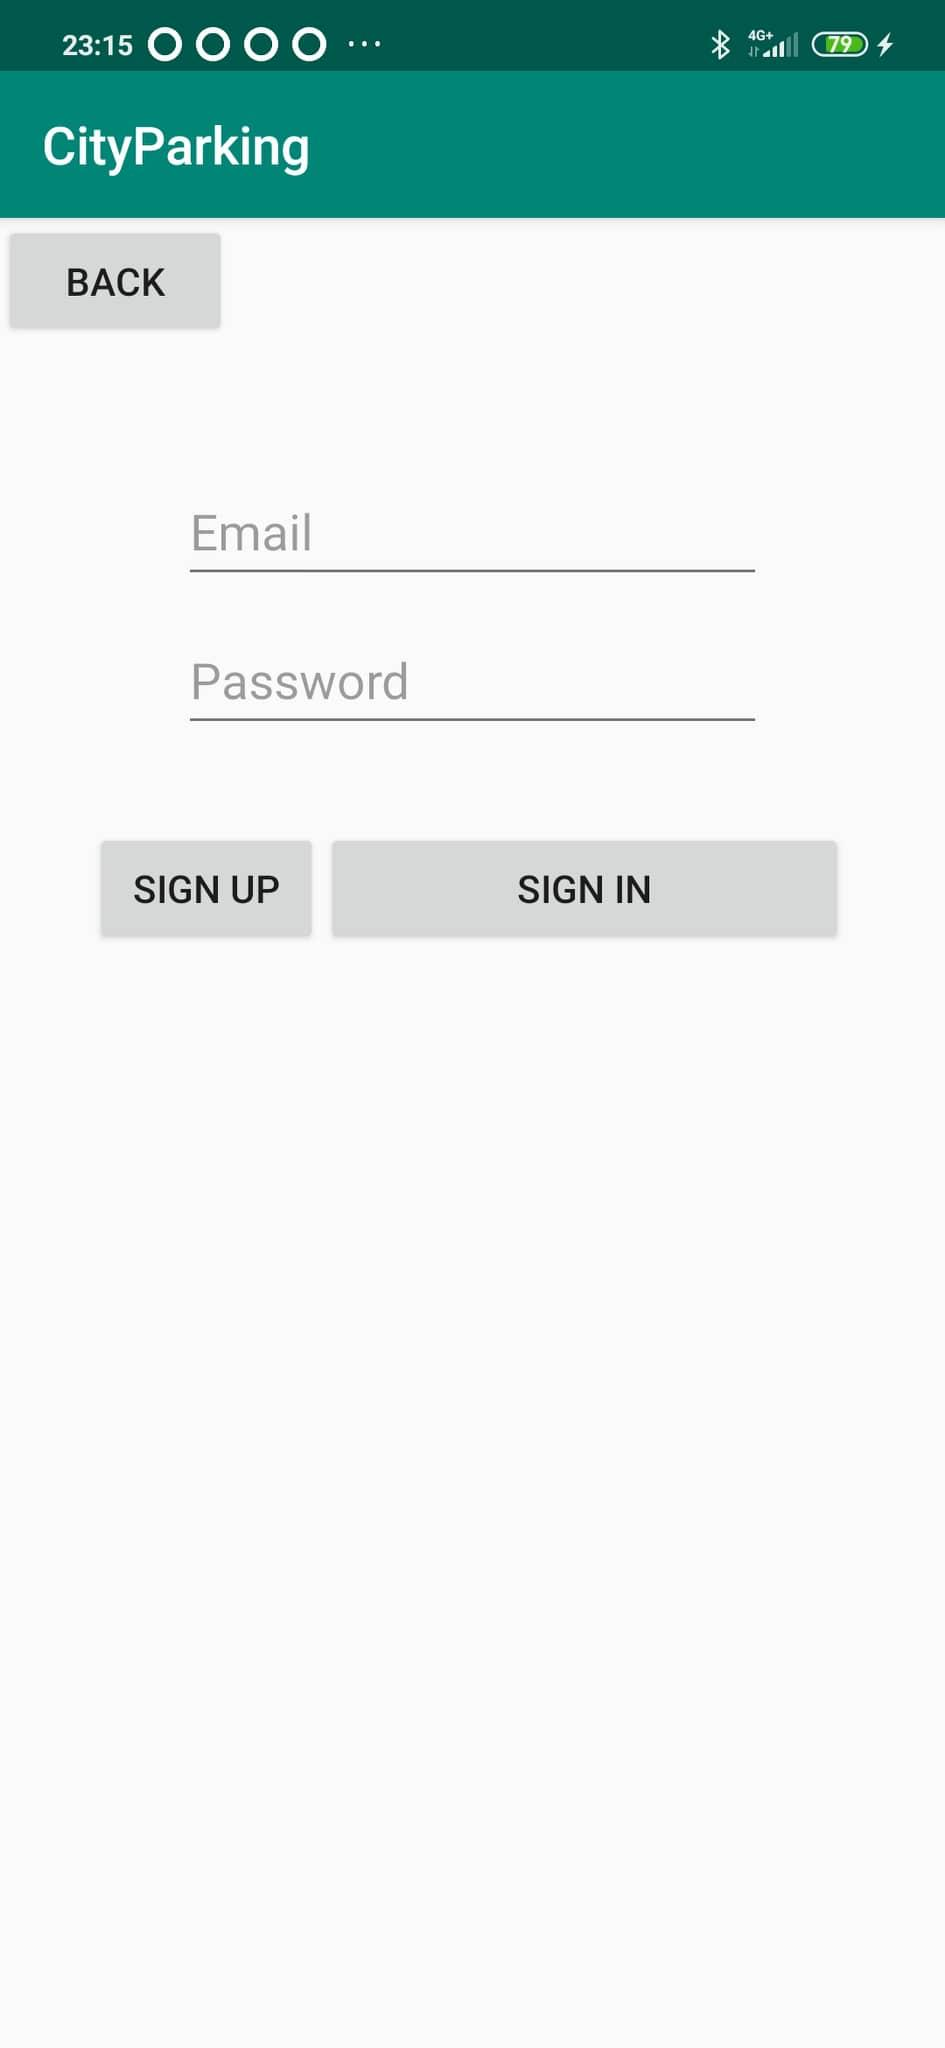 23:15 4G+ 79
CityParking
BACK
Email
Password
SIGN UP SIGN IN